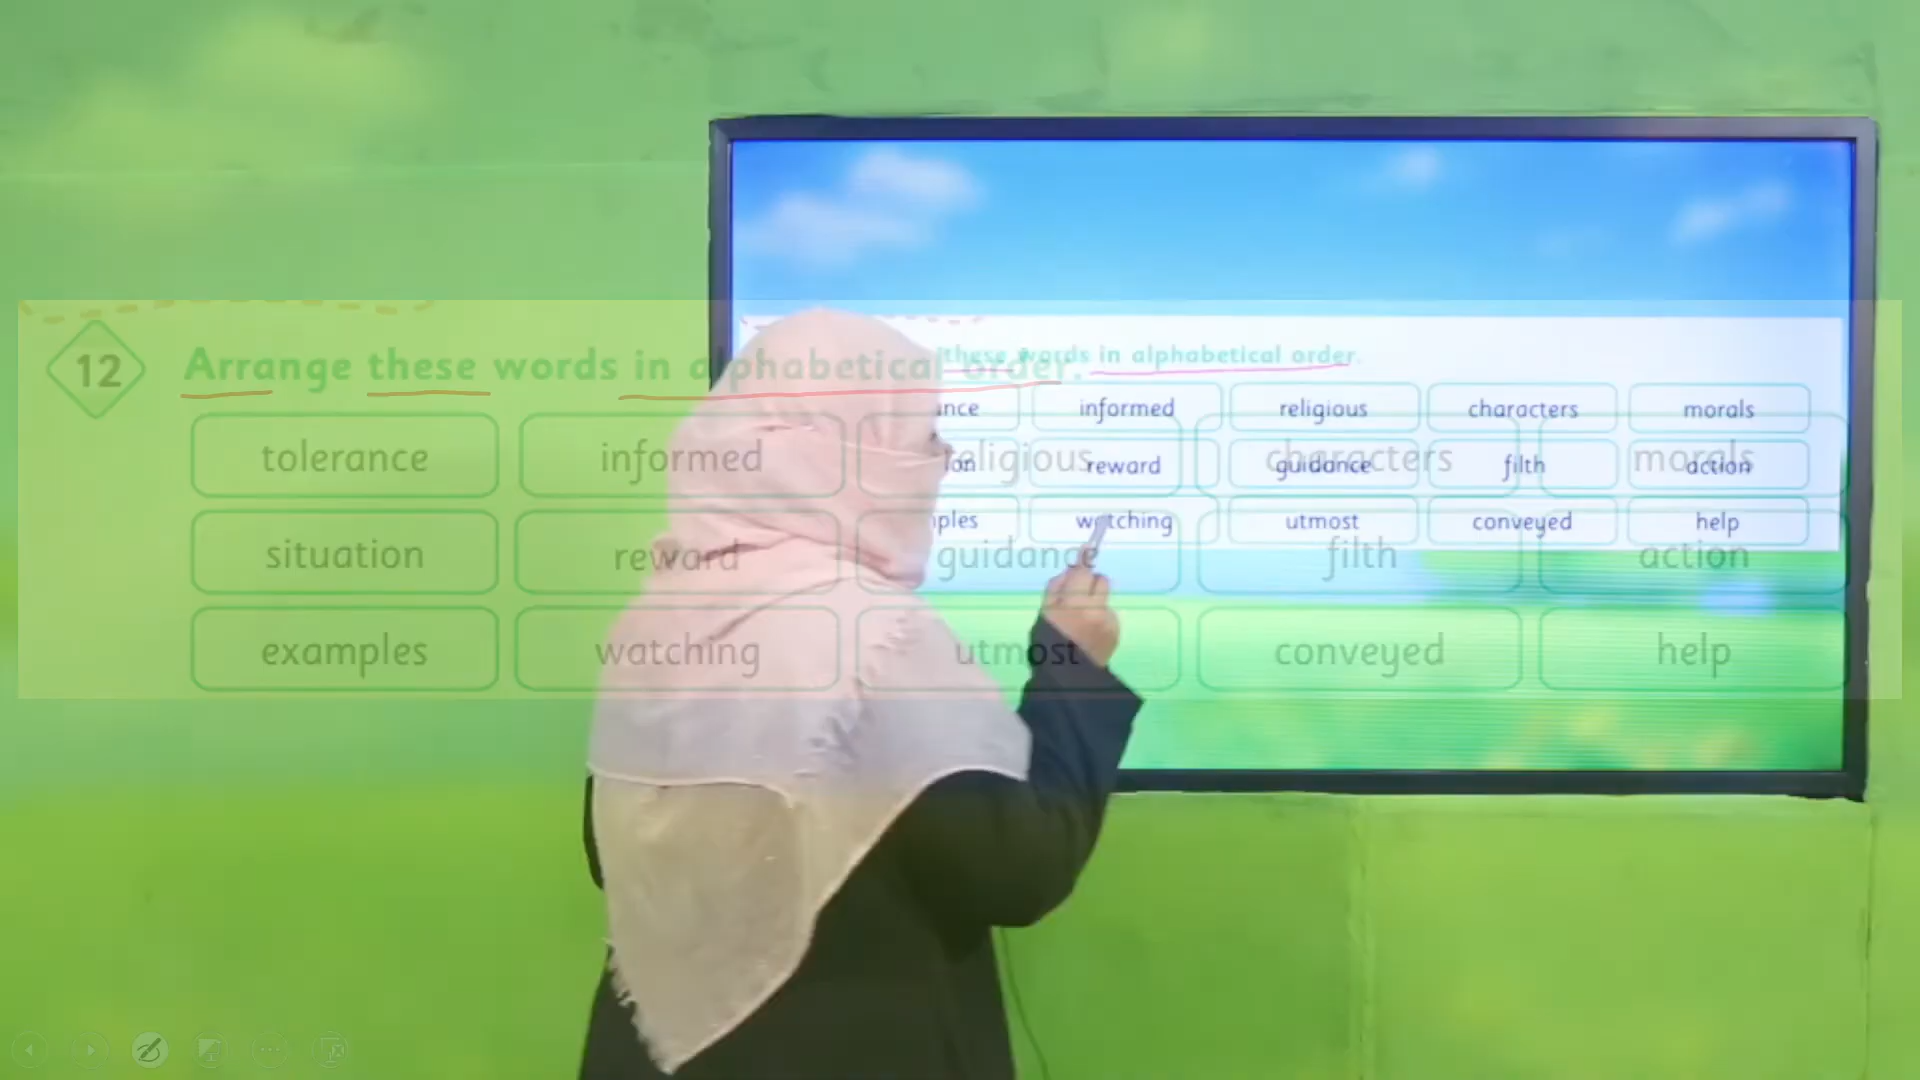 12 Arrange these words in alphabetical order.
tolerance informed religious characters morals
situation reward guidance filth action
examples watching utmost conveyed help
these words in alphabetical order.
informed religious characters morals
reward guidance filth action
watching utmost conveyed help